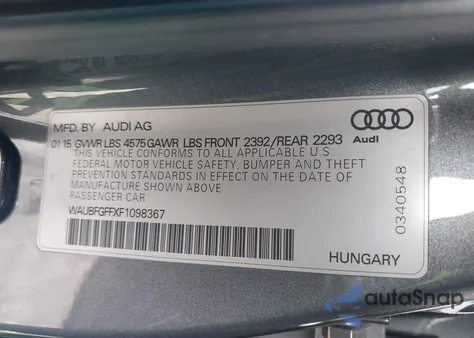 MFD. BY AUDI AG
01 15 GVWR LBS 4575 GAWR LBS FRONT 2392/REAR 2293
THIS VEHICLE CONFORMS TO ALL APPLICABLE U S
FEDERAL MOTOR VEHICLE SAFETY, BUMPER AND THEFT
PREVENTION STANDARDS IN EFFECT ON THE DATE OF
MANUFACTURE SHOWN ABOVE
PASSENGER CAR
WAUBFGFFXF1098367
Audi
0340548
HUNGARY
autoSnap